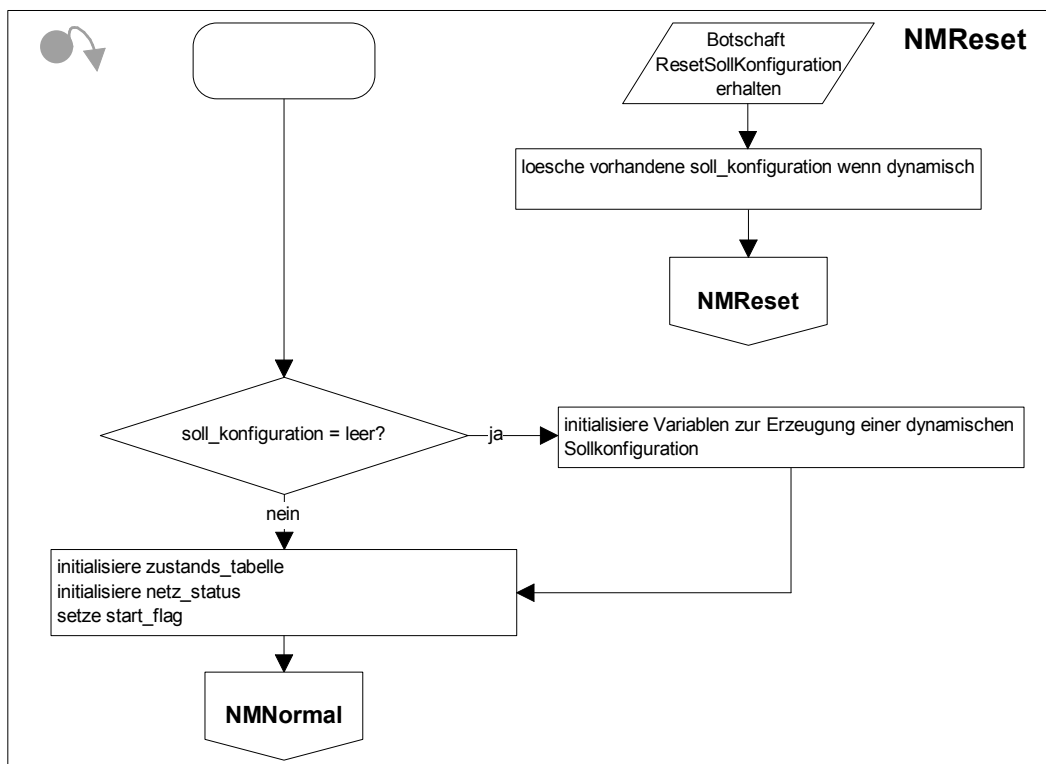 NMReset
Botschaft
ResetSollKonfiguration
erhalten
loesche vorhandene soll_konfiguration wenn dynamisch
NMReset
soll_konfiguration = leer?
ja
initialisiere Variablen zur Erzeugung einer dynamischen
Sollkonfiguration
nein
initialisiere zustands_tabelle
initialisiere netz_status
setze start_flag
NMNormal